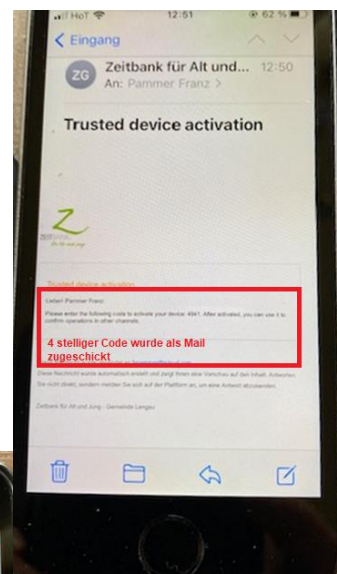 HoT 12:51 62 %
Eingang
ZG Zeitbank für Alt und... 12:50
An: Pammer Franz >
Trusted device activation
Z
Trusted device activation
Lieber Pammer Franz:
Please enter the following code to activate your device: 4941. After activated, you can use it to
confirm operations in other channels.
4 stelliger Code wurde als Mail
zugeschickt
Diese Nachricht wurde automatisch erstellt und zeigt Ihnen eine Vorschau auf den Inhalt. Antworten
Sie nicht direkt, sondern melden Sie sich auf der Plattform an, um eine Antwort abzusenden.
Zeitbank für Alt und Jung - Gemeinde Lengau